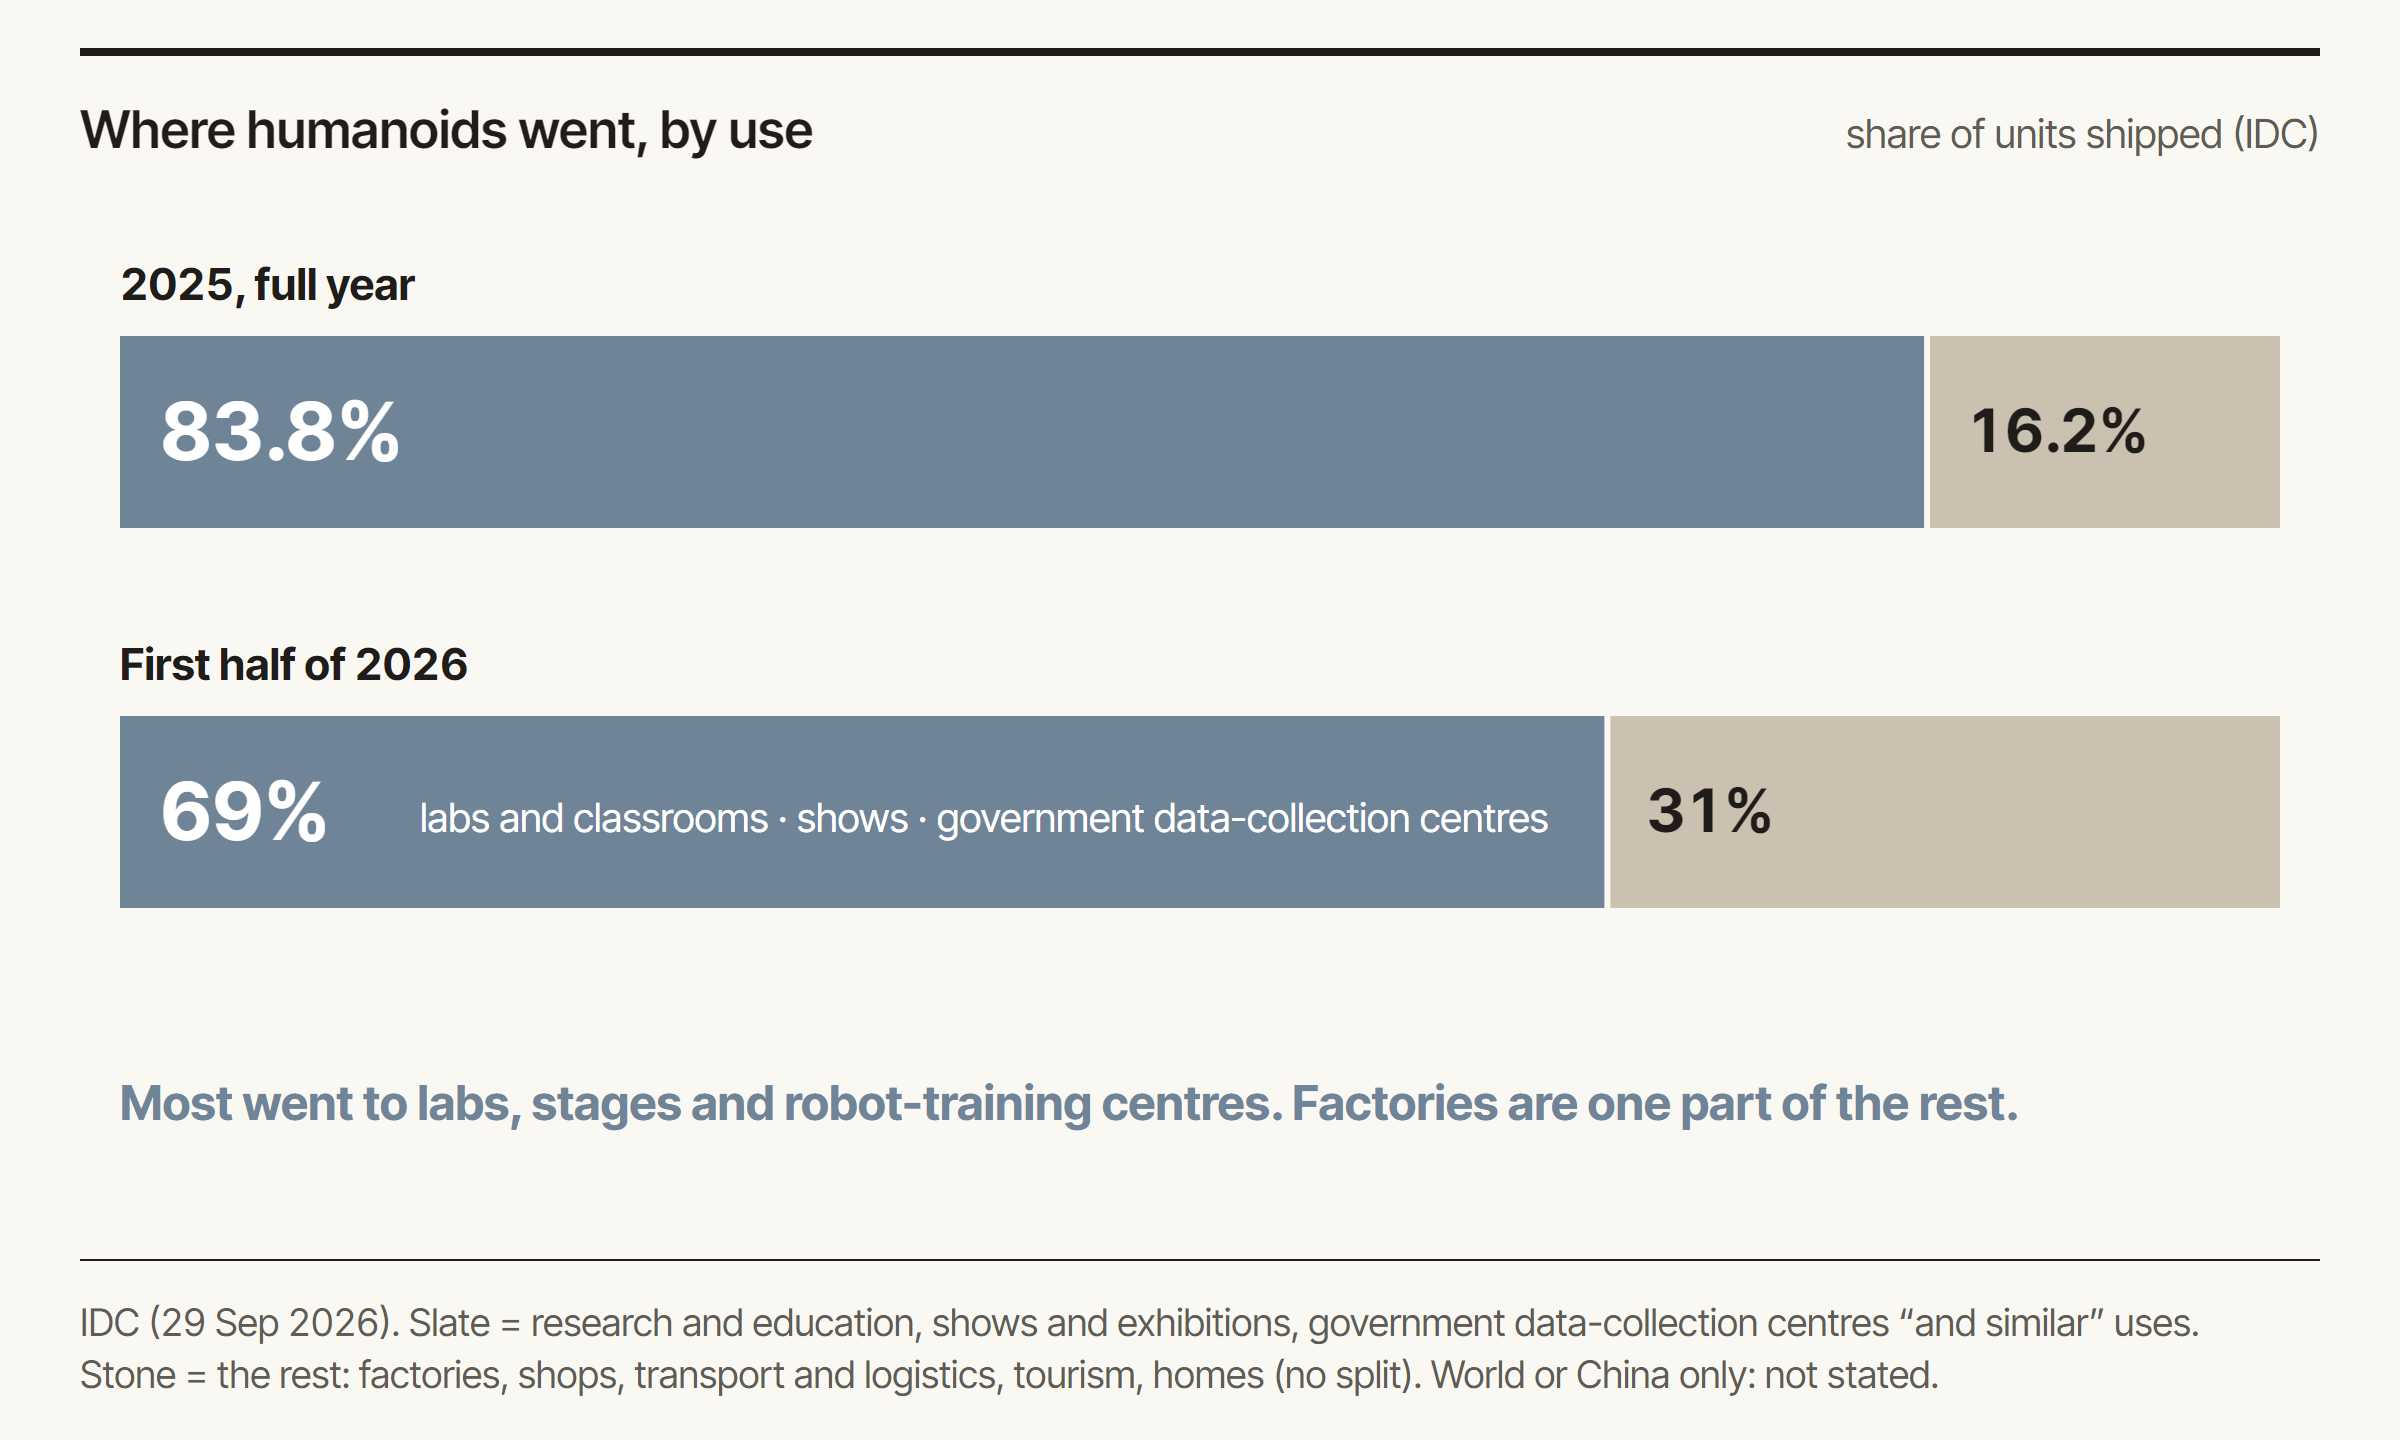 Where humanoids went, by use
share of units shipped (IDC)
2025, full year
83.8%
16.2%
First half of 2026
69%
labs and classrooms · shows · government data-collection centres
31%
Most went to labs, stages and robot-training centres. Factories are one part of the rest.
IDC (29 Sep 2026). Slate = research and education, shows and exhibitions, government data-collection centres “and similar” uses.
Stone = the rest: factories, shops, transport and logistics, tourism, homes (no split). World or China only: not stated.